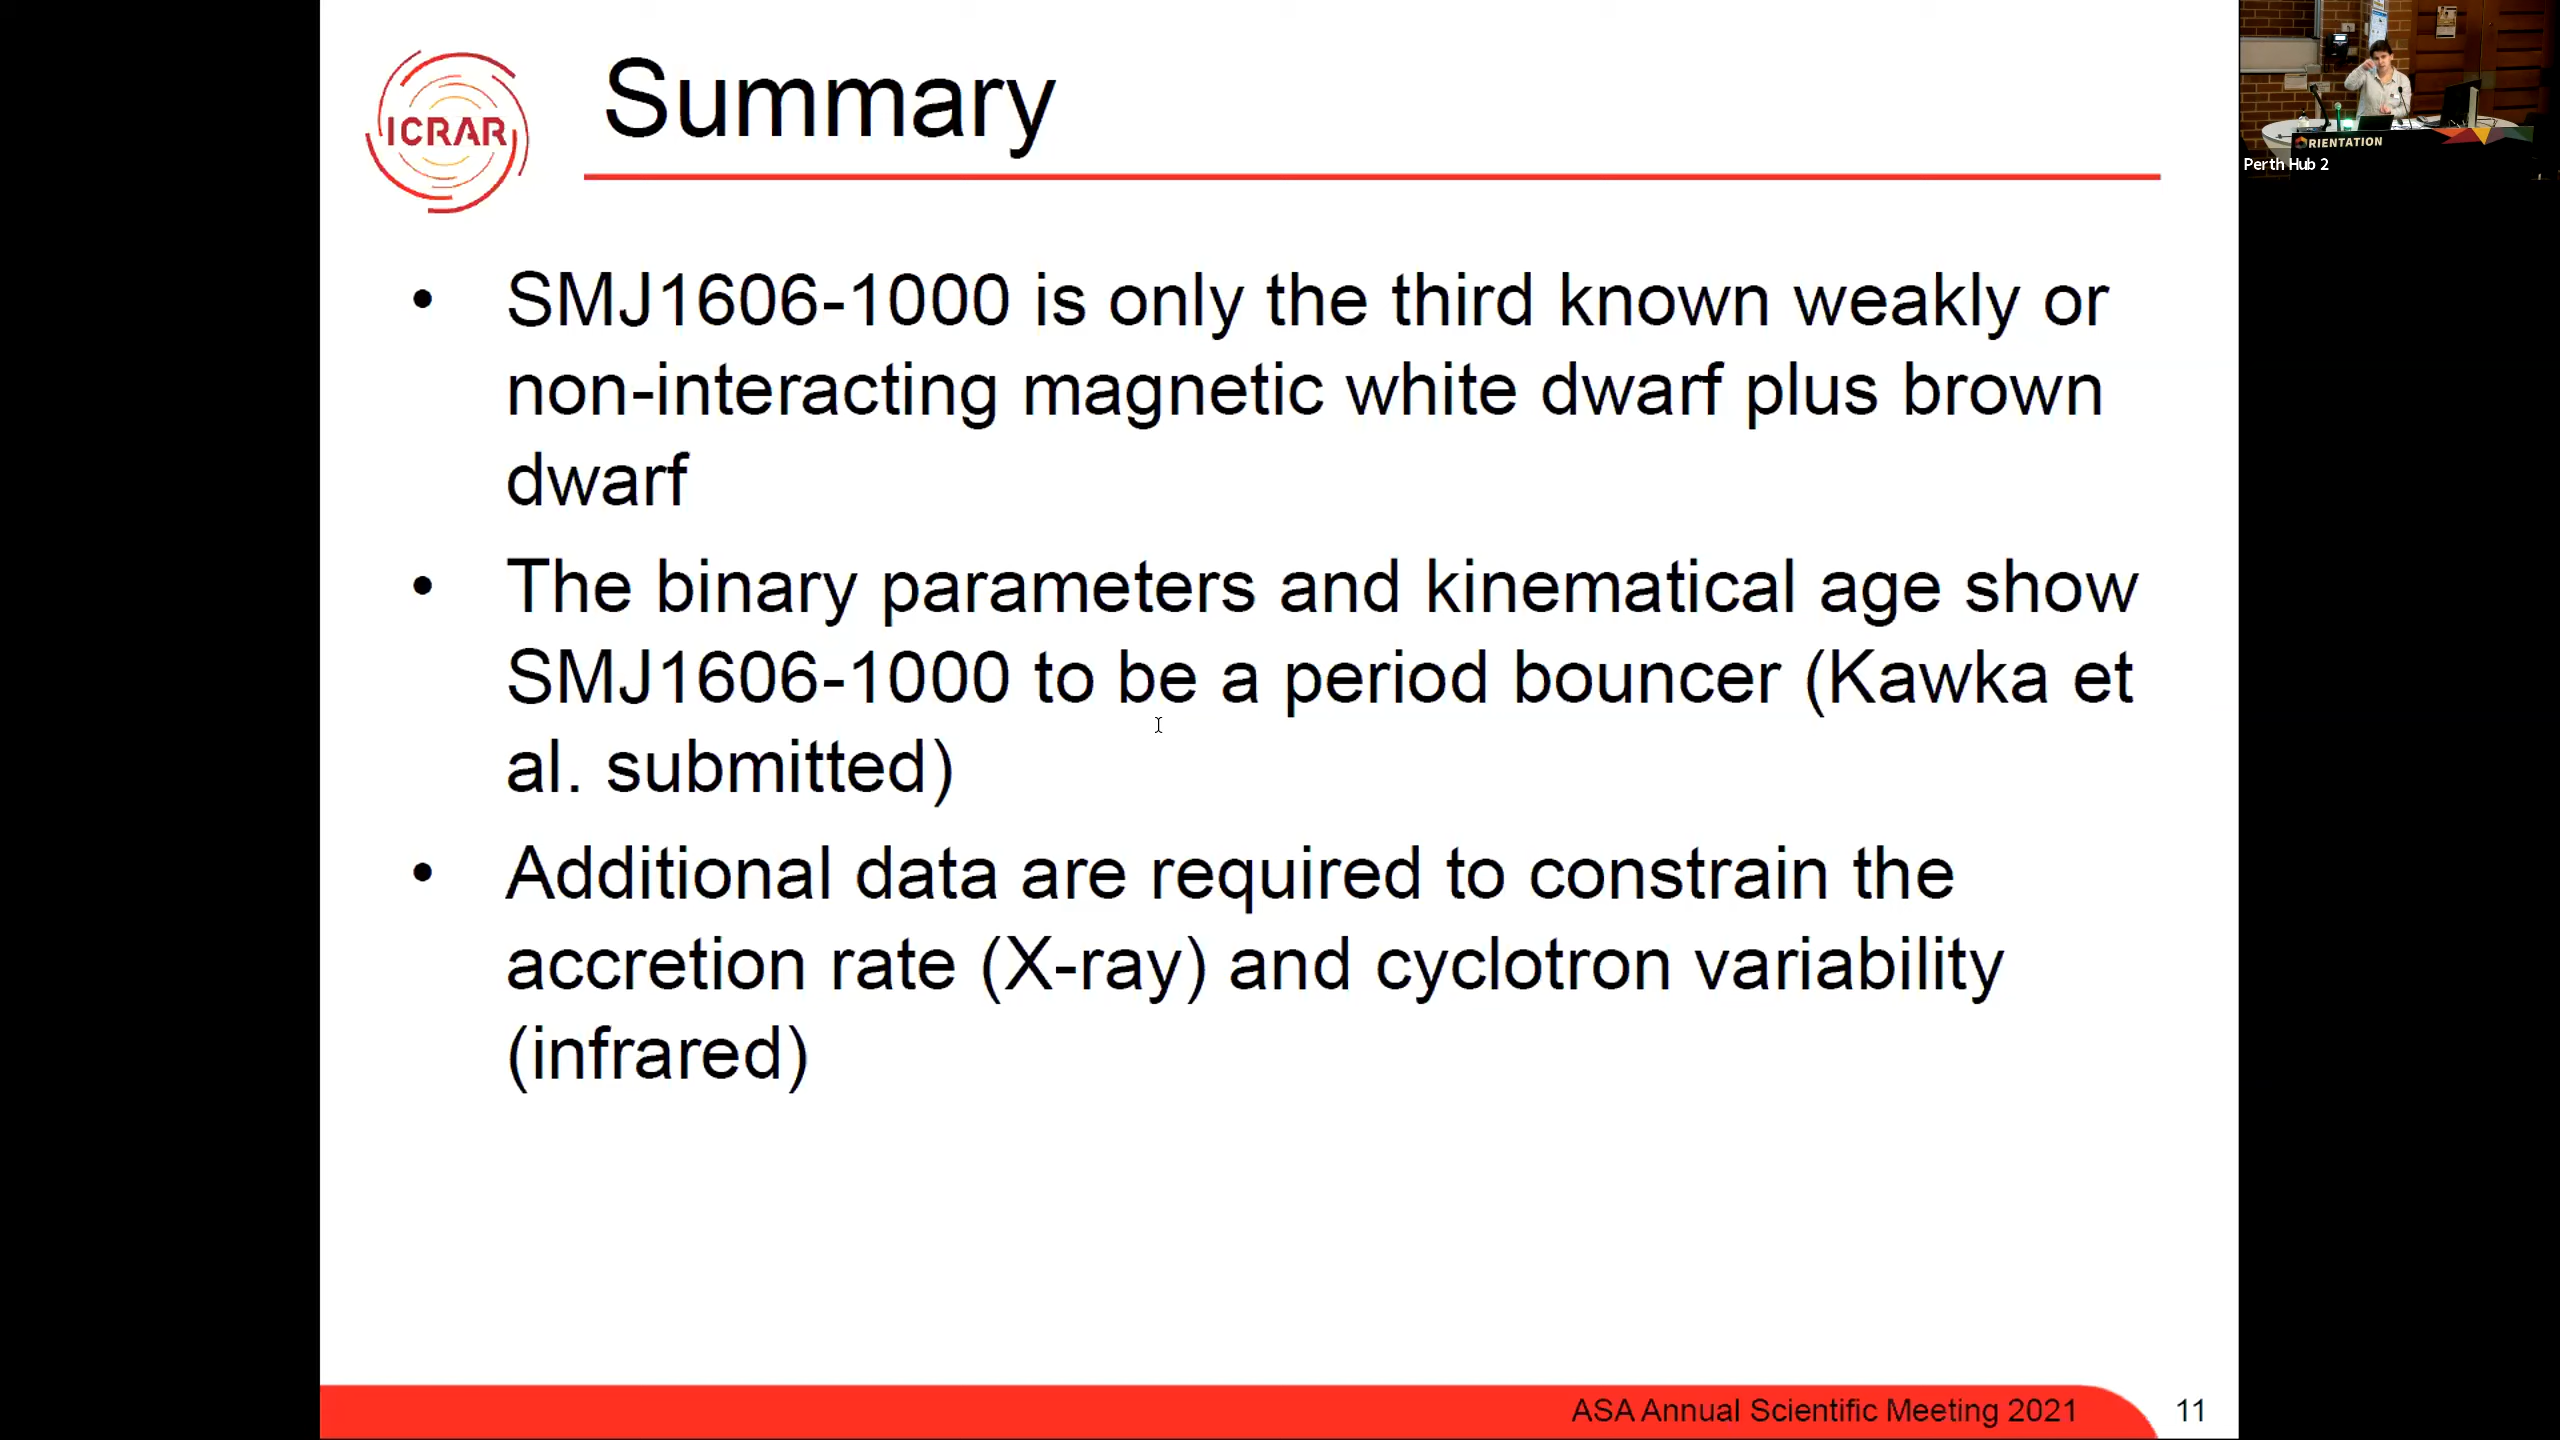 ICRAR
Summary
• SMJ1606-1000 is only the third known weakly or
non-interacting magnetic white dwarf plus brown
dwarf
• The binary parameters and kinematical age show
SMJ1606-1000 to be a period bouncer (Kawka et
al. submitted)
• Additional data are required to constrain the
accretion rate (X-ray) and cyclotron variability
(infrared)
ASA Annual Scientific Meeting 2021
11
RIENTATION
Perth Hub 2